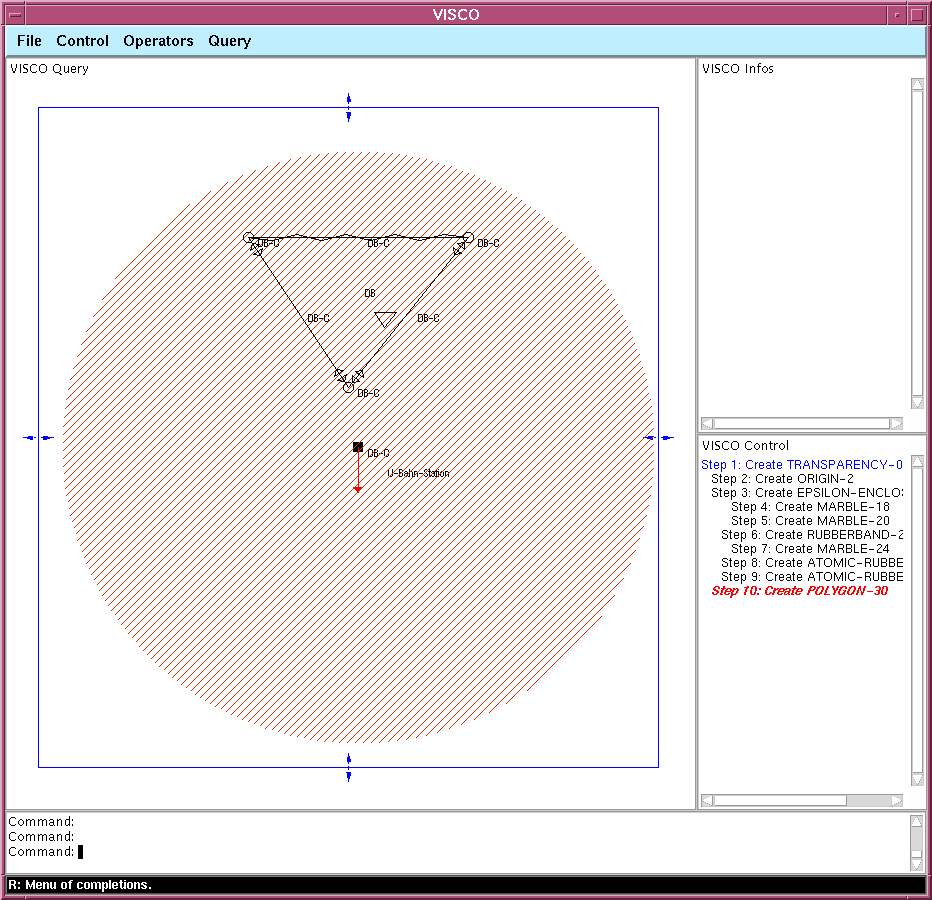 VISCO
File Control Operators Query
VISCO Query
VISCO Infos
DB-C DB-C DB-C
DB
DB-C DB-C
DB-C
DB-C
U-Bahn-Station
VISCO Control
Step 1: Create TRANSPARENCY-0
Step 2: Create ORIGIN-2
Step 3: Create EPSILON-ENCLOS
Step 4: Create MARBLE-18
Step 5: Create MARBLE-20
Step 6: Create RUBBERBAND-2
Step 7: Create MARBLE-24
Step 8: Create ATOMIC-RUBBE
Step 9: Create ATOMIC-RUBBE
Step 10: Create POLYGON-30
Command:
Command:
Command:
R: Menu of completions.